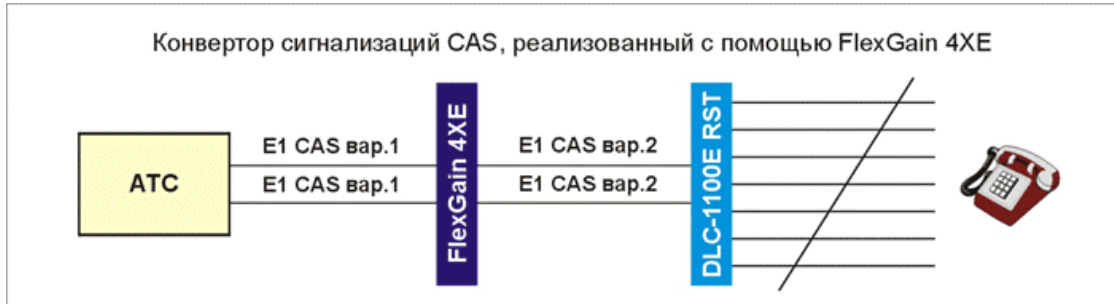 Конвертор сигнализаций CAS, реализованный с помощью FlexGain 4XE
АТС
E1 CAS вар.1
E1 CAS вар.1
FlexGain 4XE
E1 CAS вар.2
E1 CAS вар.2
DLC-1100E RST